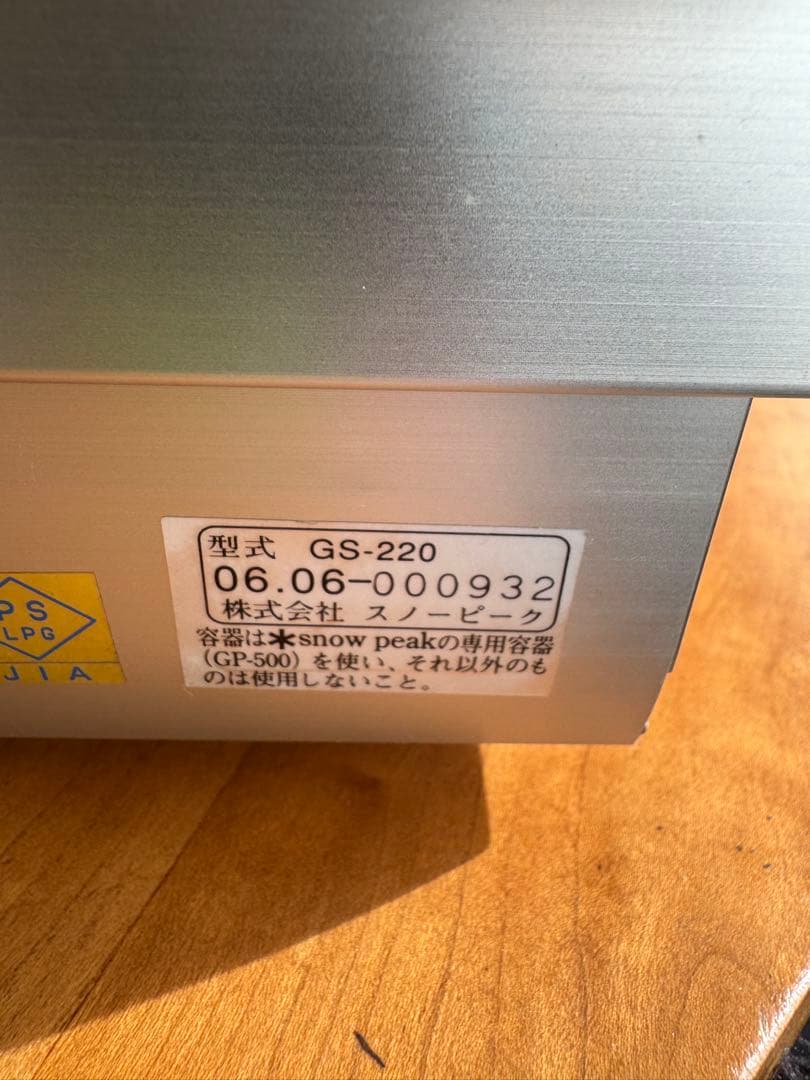 型式 GS-220
06.06-000932
株式会社 スノーピーク
容器は＊snow peakの専用容器
(GP-500) を使い、それ以外のも
のは使用しないこと。
PS
LPG
JIA